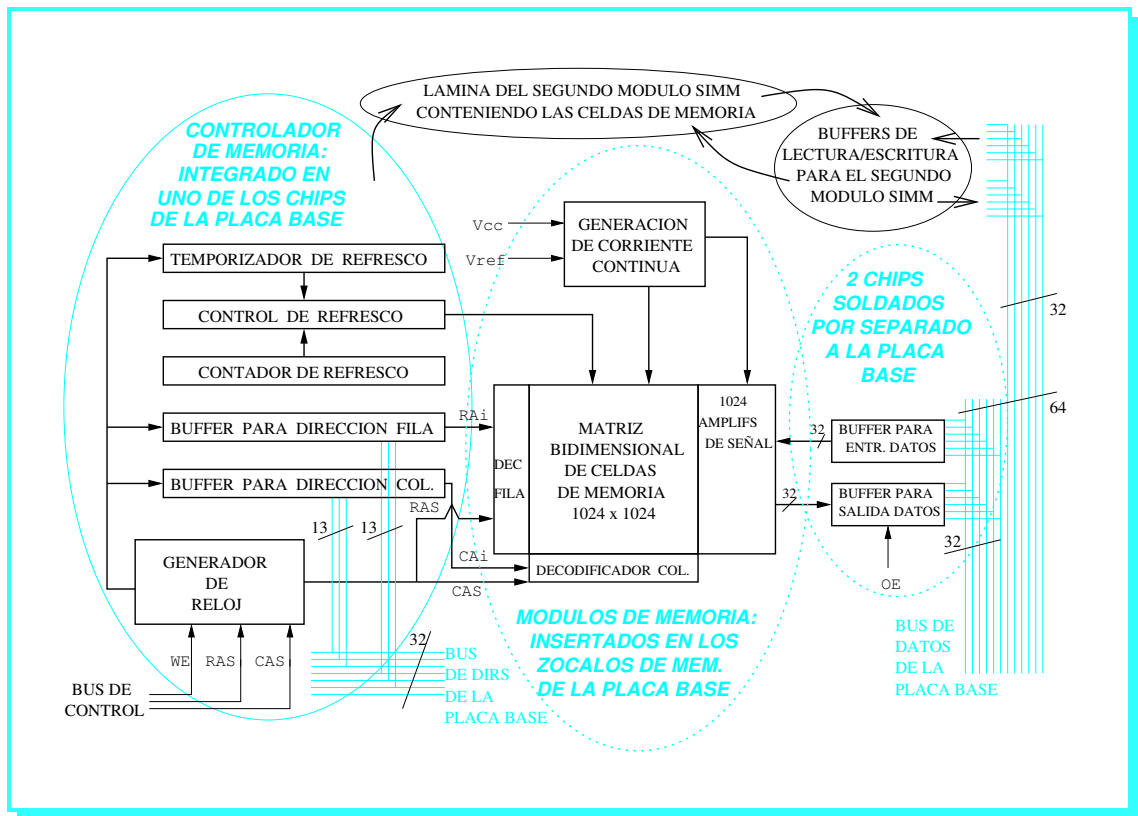 LAMINA DEL SEGUNDO MODULO SIMM
CONTENIENDO LAS CELDAS DE MEMORIA
BUFFERS DE
LECTURA/ESCRITURA
PARA EL SEGUNDO
MODULO SIMM
CONTROLADOR
DE MEMORIA:
INTEGRADO EN
UNO DE LOS CHIPS
DE LA PLACA BASE
Vcc
Vref
GENERACION
DE CORRIENTE
CONTINUA
TEMPORIZADOR DE REFRESCO
CONTROL DE REFRESCO
CONTADOR DE REFRESCO
BUFFER PARA DIRECCION FILA
BUFFER PARA DIRECCION COL.
RAi
RAS
CAi
CAS
13
13
GENERADOR
DE
RELOJ
WE
RAS
CAS
BUS DE
CONTROL
32
BUS
DE DIRS
DE LA
PLACA BASE
DEC
FILA
MATRIZ
BIDIMENSIONAL
DE CELDAS
DE MEMORIA
1024 x 1024
1024
AMPLIFS
DE SEÑAL
DECODIFICADOR COL.
MODULOS DE MEMORIA:
INSERTADOS EN LOS
ZOCALOS DE MEM.
DE LA PLACA BASE
2 CHIPS
SOLDADOS
POR SEPARADO
A LA PLACA
BASE
32
64
32
BUFFER PARA
ENTR. DATOS
32
BUFFER PARA
SALIDA DATOS
32
OE
BUS DE
DATOS
DE LA
PLACA BASE